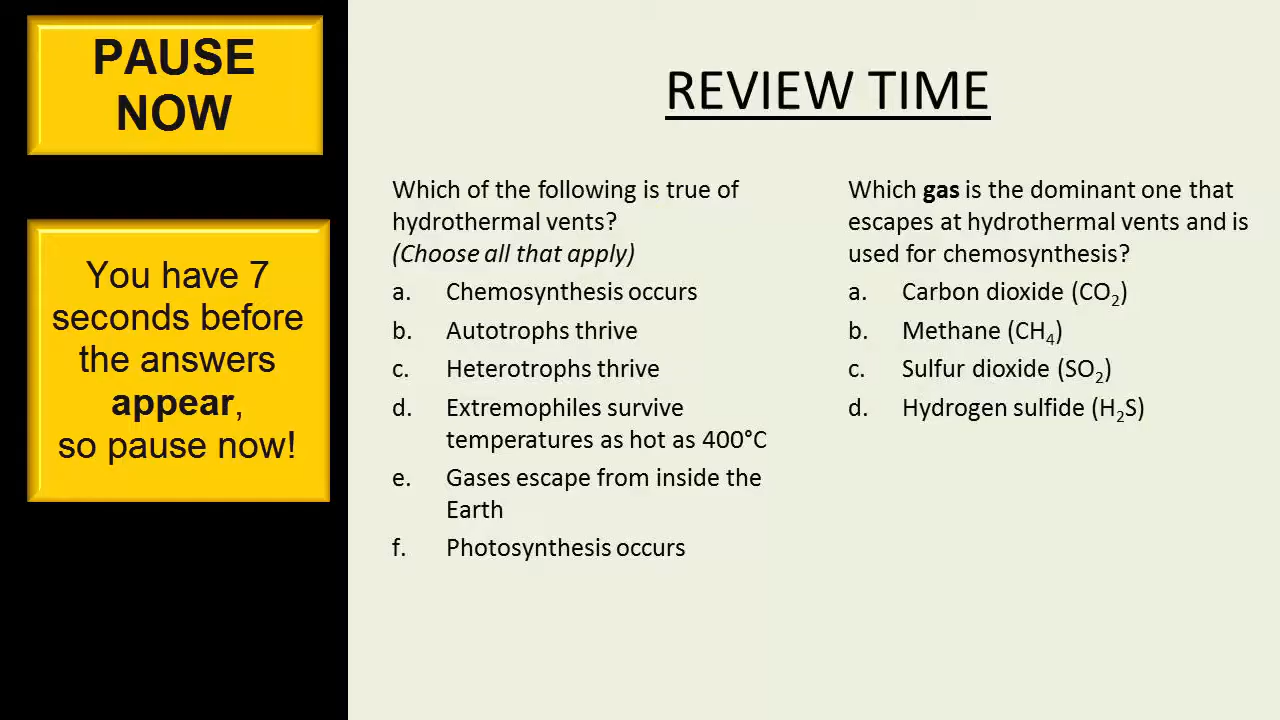 PAUSE
NOW
You have 7
seconds before
the answers
appear,
so pause now!
REVIEW TIME
Which of the following is true of
hydrothermal vents?
(Choose all that apply)
a. Chemosynthesis occurs
b. Autotrophs thrive
c. Heterotrophs thrive
d. Extremophiles survive
temperatures as hot as 400°C
e. Gases escape from inside the
Earth
f. Photosynthesis occurs
Which gas is the dominant one that
escapes at hydrothermal vents and is
used for chemosynthesis?
a. Carbon dioxide (CO₂)
b. Methane (CH₄)
c. Sulfur dioxide (SO₂)
d. Hydrogen sulfide (H₂S)